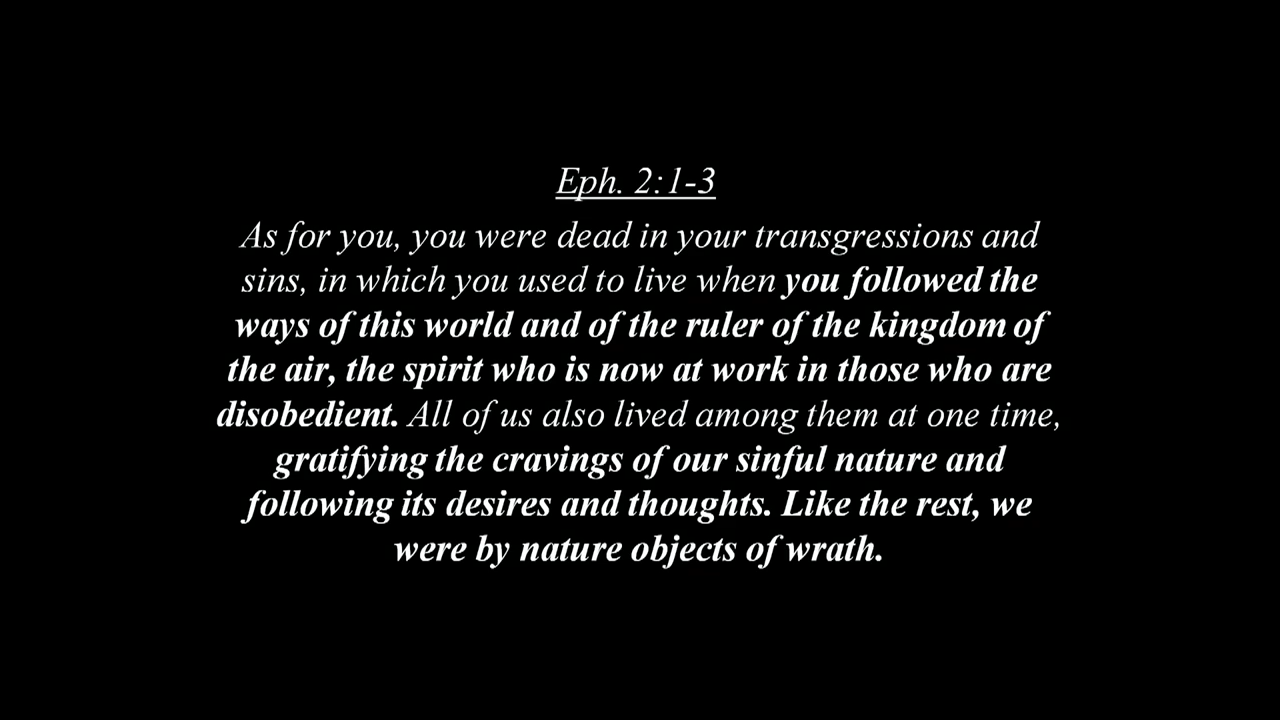 Eph. 2:1-3
As for you, you were dead in your transgressions and
sins, in which you used to live when you followed the
ways of this world and of the ruler of the kingdom of
the air, the spirit who is now at work in those who are
disobedient. All of us also lived among them at one time,
gratifying the cravings of our sinful nature and
following its desires and thoughts. Like the rest, we
were by nature objects of wrath.